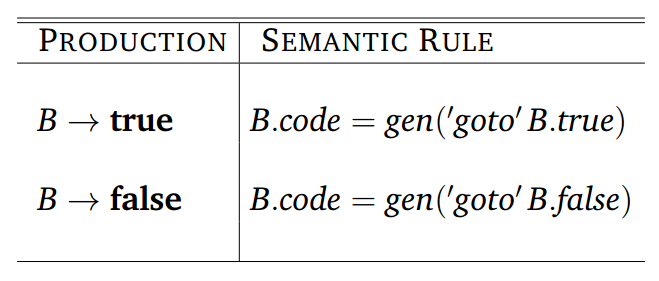 PRODUCTION SEMANTIC RULE
B → true B.code = gen('goto' B.true)
B → false B.code = gen('goto' B.false)